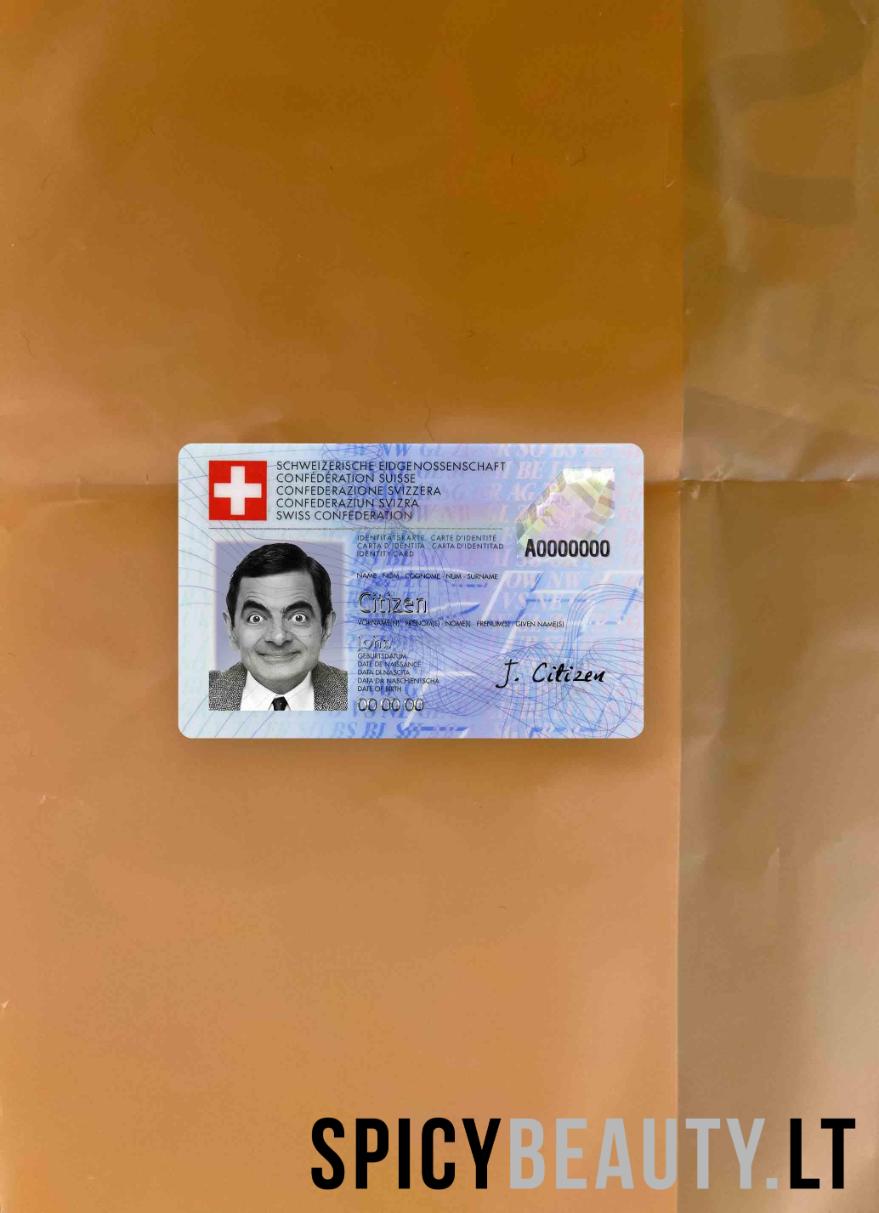 SCHWEIZERISCHE EIDGENOSSENSCHAFT
CONFÉDÉRATION SUISSE
CONFEDERAZIONE SVIZZERA
CONFEDERAZIUN SVIZRA
SWISS CONFEDERATION
IDENTITÄTSKARTE CARTE D'IDENTITÉ
CARTA D'IDENTITÀ CARTA D'IDENTITAD
IDENTITY CARD
A0000000
NAME · NOM · COGNOME · NUM · SURNAME
Citizen
VORNAME(N) · PRÉNOM(S) · NOME(I) · PRENUM(S) · GIVEN NAME(S)
John
GEBURTSDATUM
DATE DE NAISSANCE
DATA DI NASCITA
DATA DA NASCHIENTSCHA
DATE OF BIRTH
00 00 00
J. Citizen
SPICYBEAUTY.LT